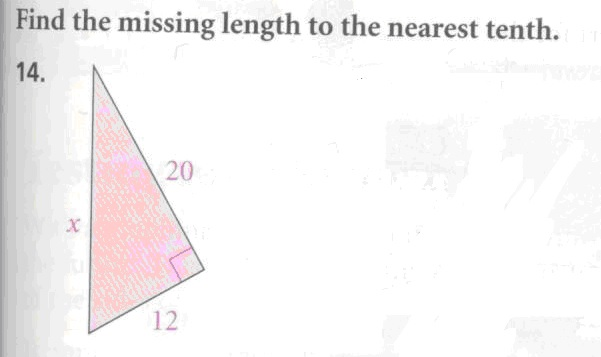 Find the missing length to the nearest tenth.
14.
20
x
12